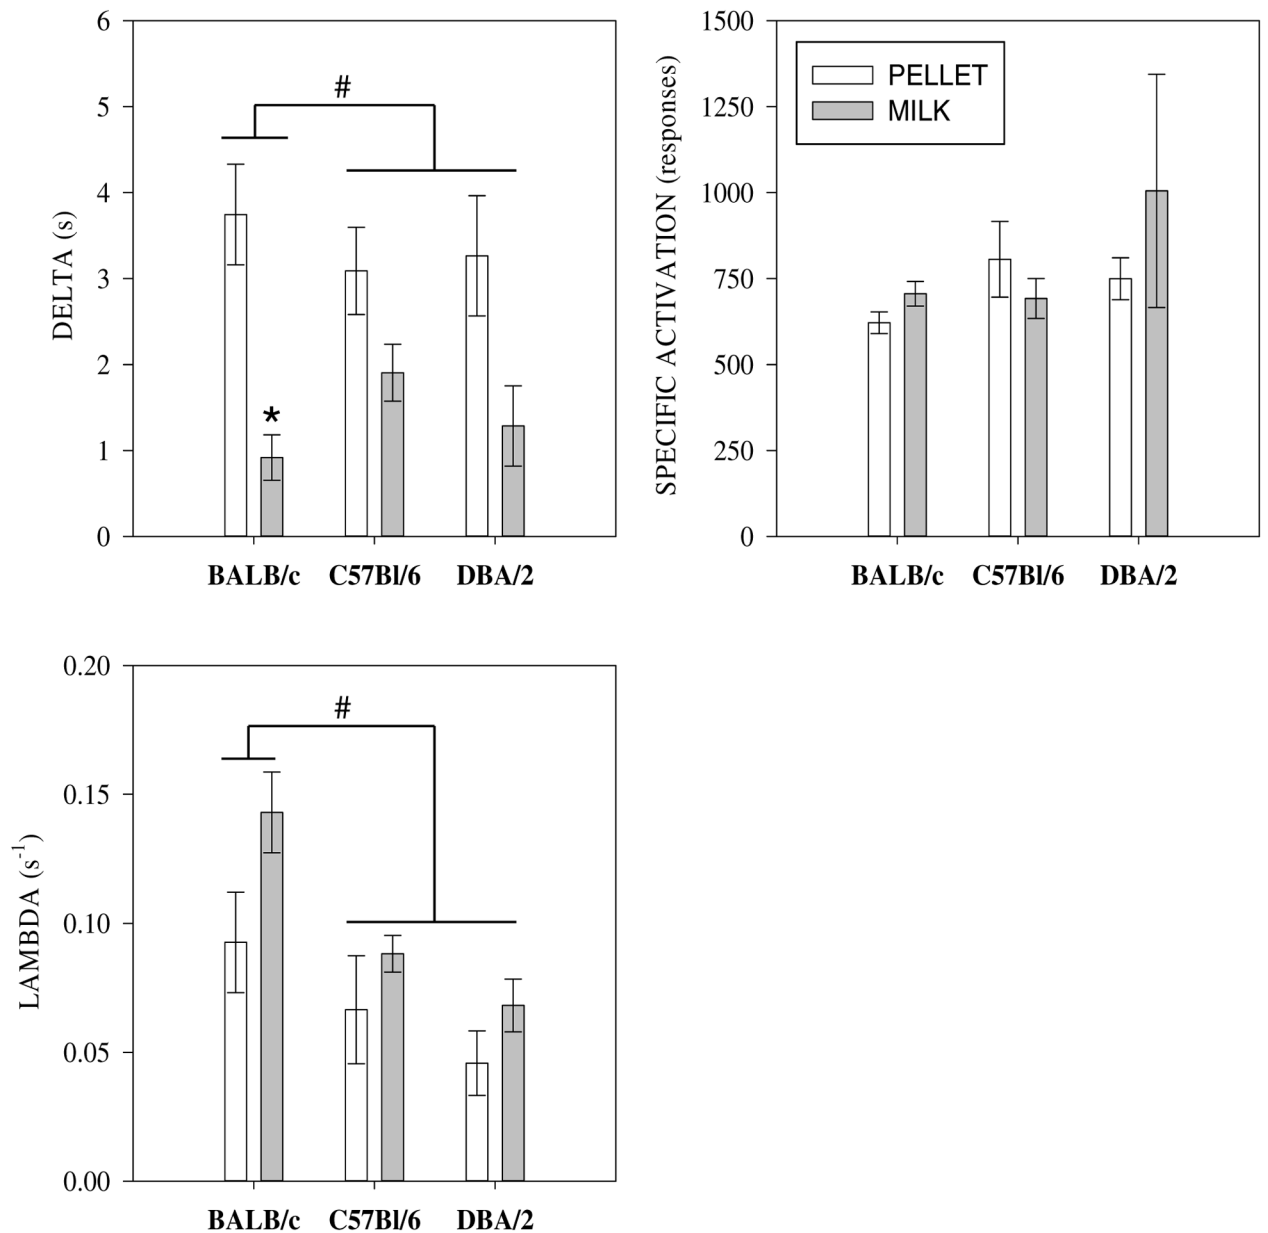 6
5
4
3
2
1
0
DELTA (s)
#
*
BALB/c C57Bl/6 DBA/2
1500
1250
1000
750
500
250
0
SPECIFIC ACTIVATION (responses)
PELLET
MILK
BALB/c C57Bl/6 DBA/2
0.20
0.15
0.10
0.05
0.00
LAMBDA (s⁻¹)
#
BALB/c C57Bl/6 DBA/2